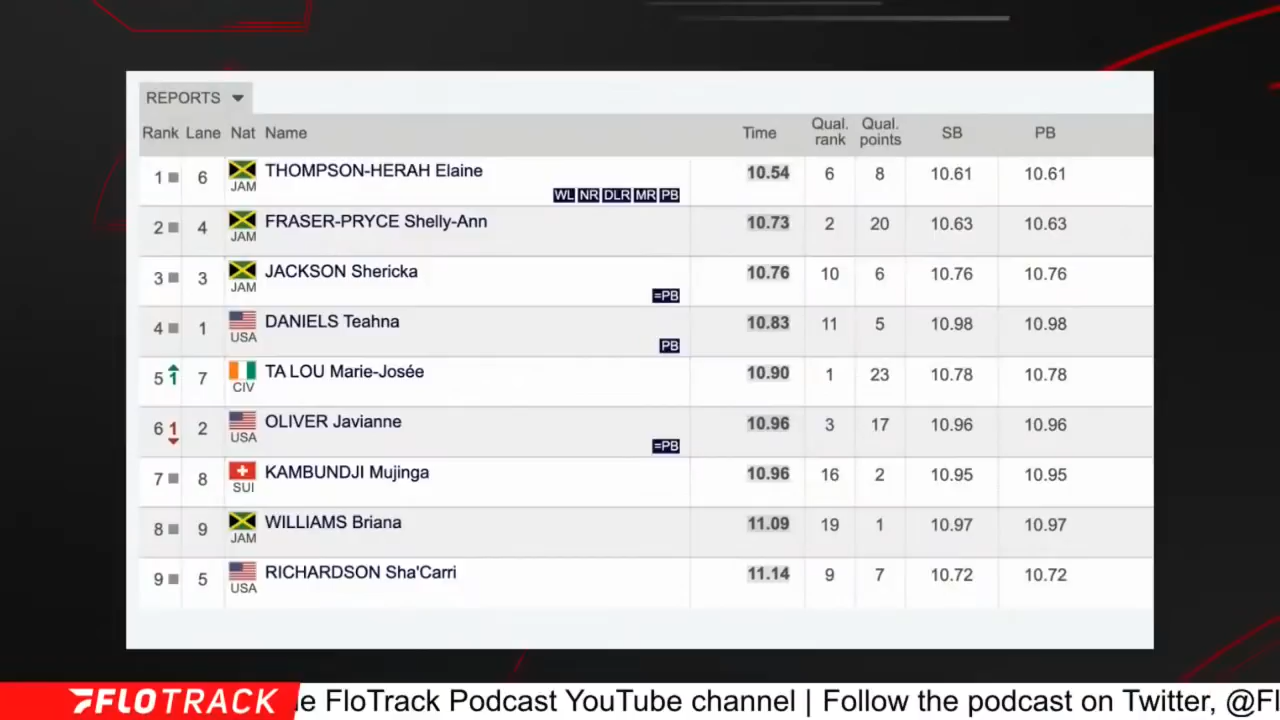 REPORTS
Rank Lane Nat Name Time Qual. rank Qual. points SB PB
1 6 JAM THOMPSON-HERAH Elaine WL NR DLR MR PB 10.54 6 8 10.61 10.61
2 4 JAM FRASER-PRYCE Shelly-Ann 10.73 2 20 10.63 10.63
3 3 JAM JACKSON Shericka =PB 10.76 10 6 10.76 10.76
4 1 USA DANIELS Teahna PB 10.83 11 5 10.98 10.98
5 1 7 CIV TA LOU Marie-Josée 10.90 1 23 10.78 10.78
6 1 2 USA OLIVER Javianne =PB 10.96 3 17 10.96 10.96
7 8 SUI KAMBUNDJI Mujinga 10.96 16 2 10.95 10.95
8 9 JAM WILLIAMS Briana 11.09 19 1 10.97 10.97
9 5 USA RICHARDSON Sha'Carri 11.14 9 7 10.72 10.72
FLOTRACK e FloTrack Podcast YouTube channel | Follow the podcast on Twitter, @Fl